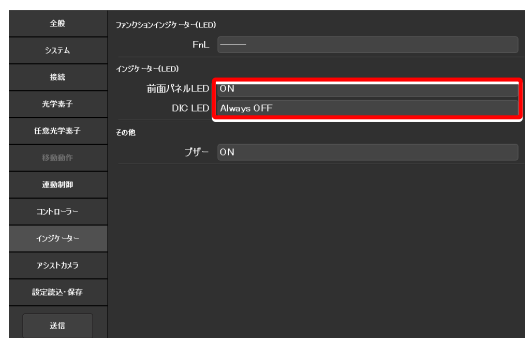 全般
システム
接続
光学素子
任意光学素子
移動動作
連動制御
コントローラー
インジケーター
アシストカメラ
設定読込・保存
送信
ファンクションインジケーター(LED)
FnL ―――
インジケーター(LED)
前面パネルLED ON
DIC LED Always OFF
その他
ブザー ON